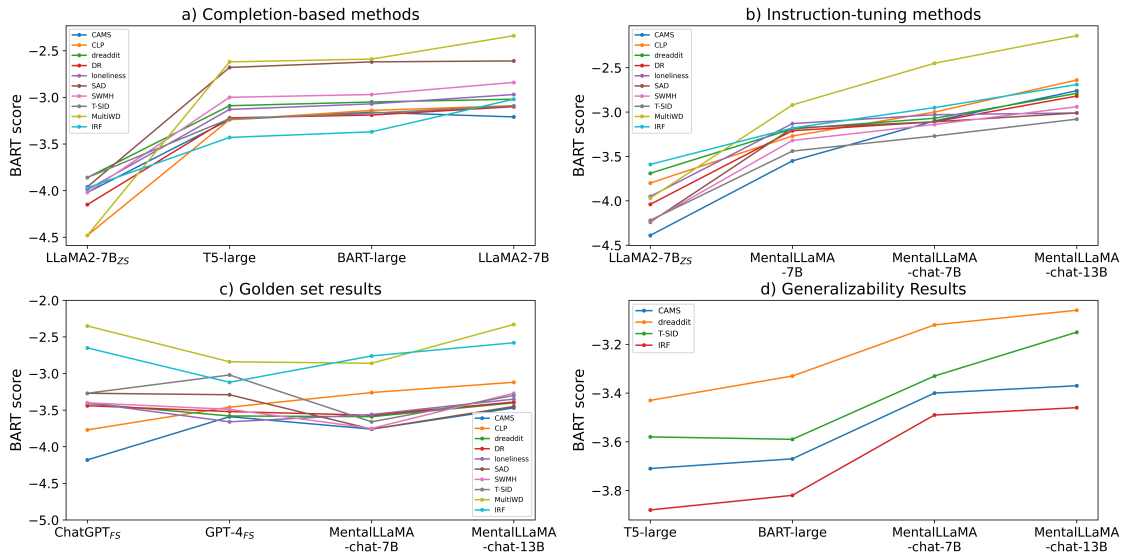 a) Completion-based methods
BART score
−2.5
−3.0
−3.5
−4.0
−4.5
CAMS
CLP
dreaddit
DR
loneliness
SAD
SWMH
T-SID
MultiWD
IRF
LLaMA2-7BZS
T5-large
BART-large
LLaMA2-7B
b) Instruction-tuning methods
BART score
−2.5
−3.0
−3.5
−4.0
−4.5
CAMS
CLP
dreaddit
DR
loneliness
SAD
SWMH
T-SID
MultiWD
IRF
LLaMA2-7BZS
MentalLLaMA
-7B
MentalLLaMA
-chat-7B
MentalLLaMA
-chat-13B
c) Golden set results
BART score
−2.0
−2.5
−3.0
−3.5
−4.0
−4.5
−5.0
CAMS
CLP
dreaddit
DR
loneliness
SAD
SWMH
T-SID
MultiWD
IRF
ChatGPTFS
GPT-4FS
MentalLLaMA
-chat-7B
MentalLLaMA
-chat-13B
d) Generalizability Results
BART score
−3.2
−3.4
−3.6
−3.8
CAMS
dreaddit
T-SID
IRF
T5-large
BART-large
MentalLLaMA
-chat-7B
MentalLLaMA
-chat-13B